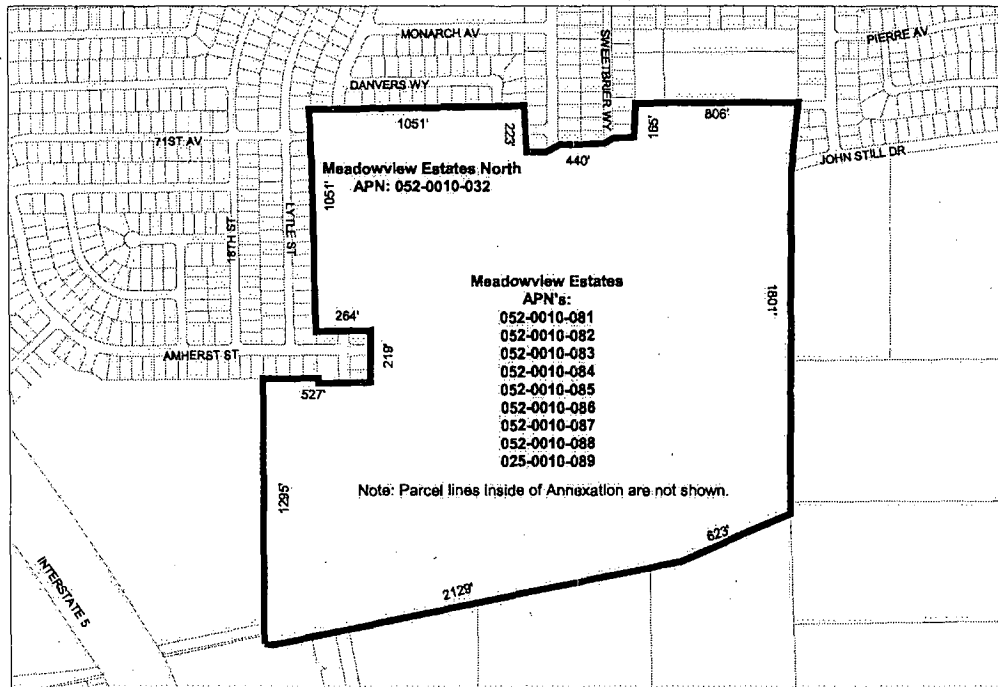 MONARCH AV
SWEETBRIER WY
PIERRE AV
DANVERS WY
1051'
223'
440'
165'
806'
71ST AV
JOHN STILL DR
Meadowview Estates North
APN: 052-0010-032
1051'
18TH ST
LYTLE ST
Meadowview Estates
APN's:
052-0010-081
052-0010-082
052-0010-083
052-0010-084
052-0010-085
052-0010-086
052-0010-087
052-0010-088
025-0010-089
1801'
264'
219'
AMHERST ST
527'
Note: Parcel lines inside of Annexation are not shown.
1295'
623'
INTERSTATE 5
2129'